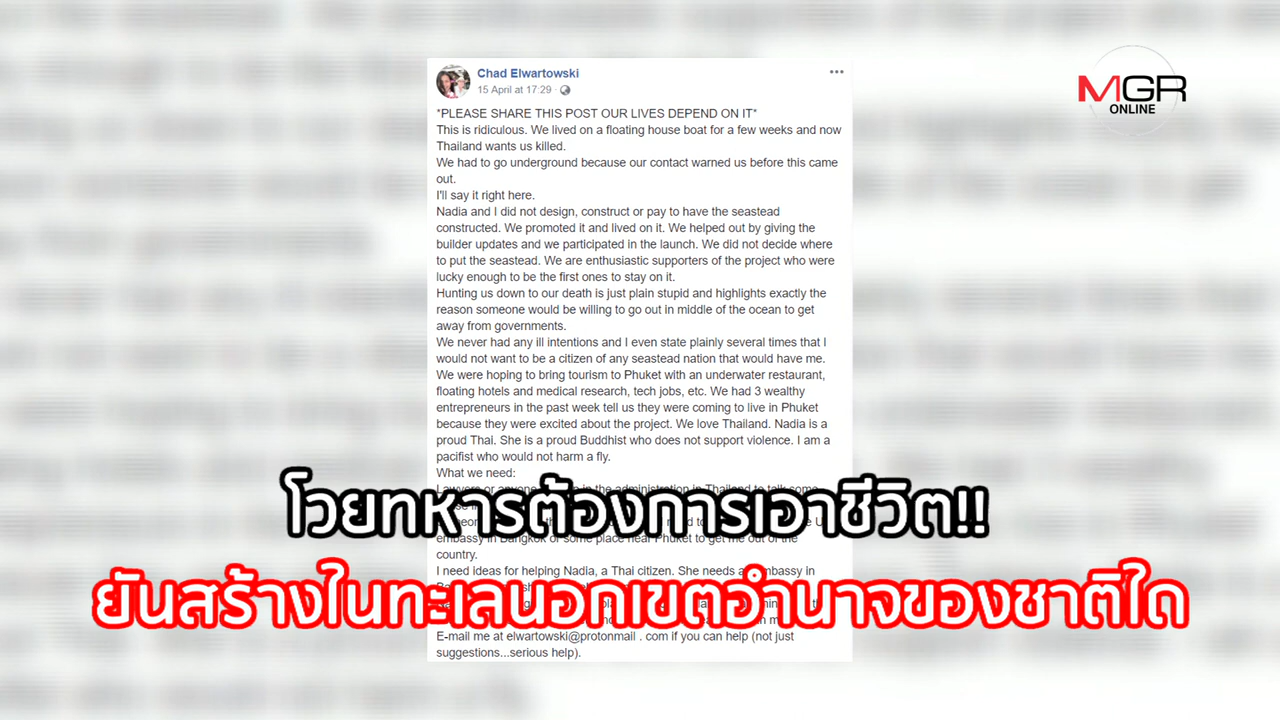 Chad Elwartowski
15 April at 17:29
MGR
ONLINE
*PLEASE SHARE THIS POST OUR LIVES DEPEND ON IT*
This is ridiculous. We lived on a floating house boat for a few weeks and now
Thailand wants us killed.
We had to go underground because our contact warned us before this came
out.
I'll say it right here.
Nadia and I did not design, construct or pay to have the seastead
constructed. We promoted it and lived on it. We helped out by giving the
builder updates and we participated in the launch. We did not decide where
to put the seastead. We are enthusiastic supporters of the project who were
lucky enough to be the first ones to stay on it.
Hunting us down to our death is just plain stupid and highlights exactly the
reason someone would be willing to go out in middle of the ocean to get
away from governments.
We never had any ill intentions and I even state plainly several times that I
would not want to be a citizen of any seastead nation that would have me.
We were hoping to bring tourism to Phuket with an underwater restaurant,
floating hotels and medical research, tech jobs, etc. We had 3 wealthy
entrepreneurs in the past week tell us they were coming to live in Phuket
because they were excited about the project. We love Thailand. Nadia is a
proud Thai. She is a proud Buddhist who does not support violence. I am a
pacifist who would not harm a fly.
What we need:
in the administration in Thailand to talk some
โวยทหารต้องการเอาชีวิต!!
embassy in Bangkok or some place near Phuket to get me out of the
country.
I need ideas for helping Nadia, a Thai citizen. She needs embassy in
ยันสร้างในทะเลนอกเขตอำนาจของชาติใด
E-mail me at elwartowski@protonmail . com if you can help (not just
suggestions...serious help).